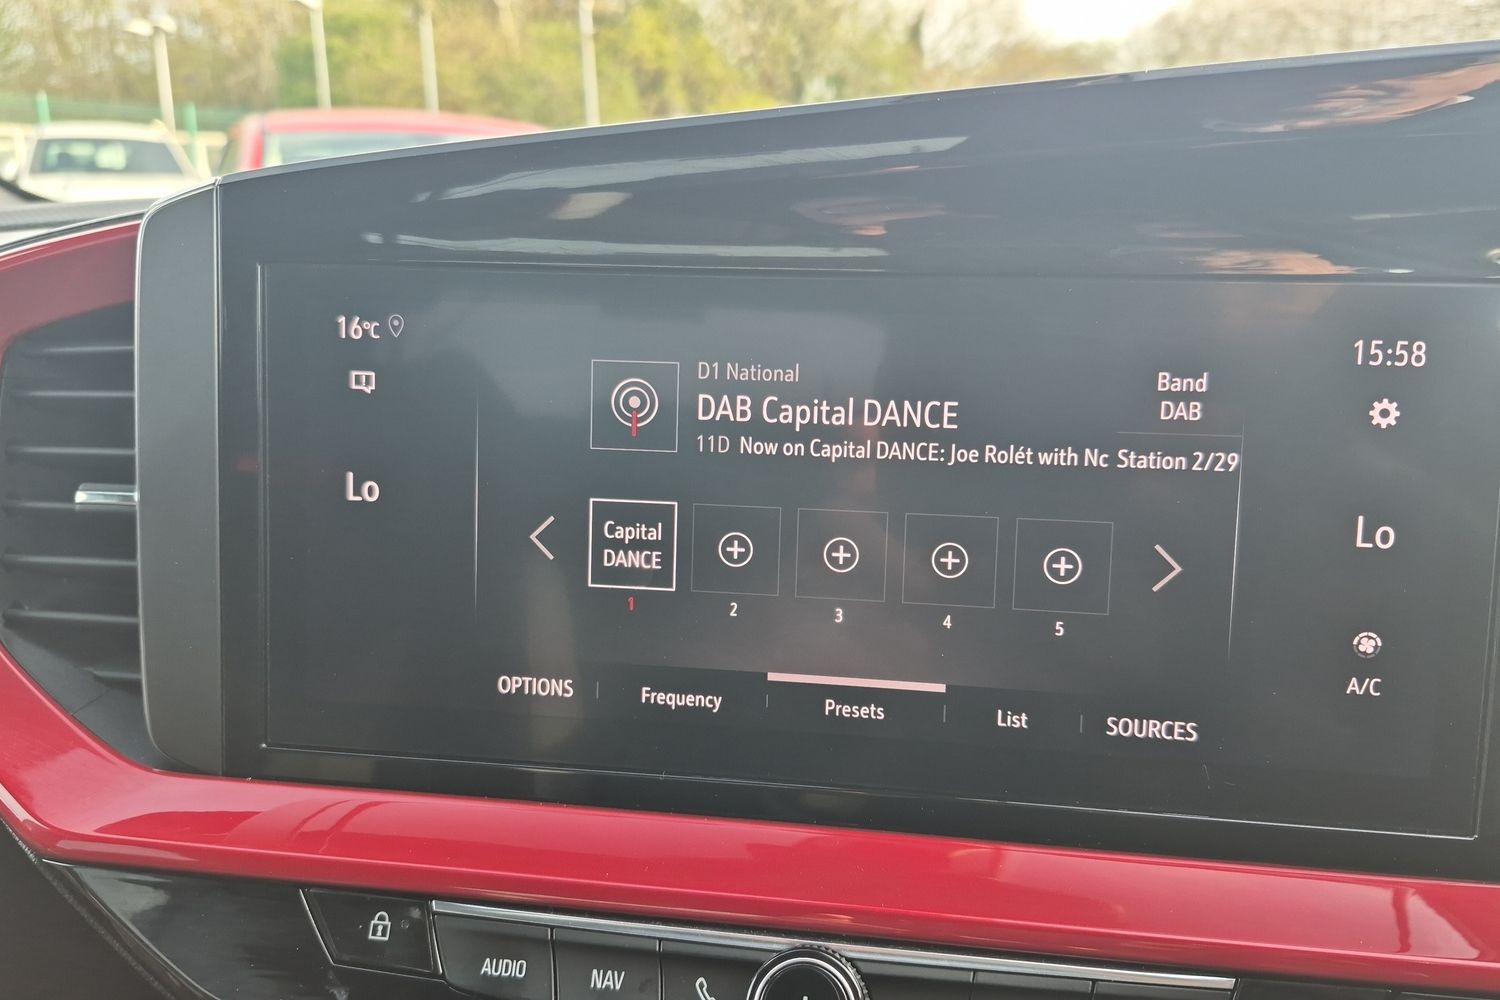 16°C
15:58
D1 National
DAB Capital DANCE
11D Now on Capital DANCE: Joe Rolét with Nc Station 2/29
Band
DAB
Lo
Lo
Capital
DANCE
1
2
3
4
5
A/C
OPTIONS
Frequency
Presets
List
SOURCES
AUDIO
NAV